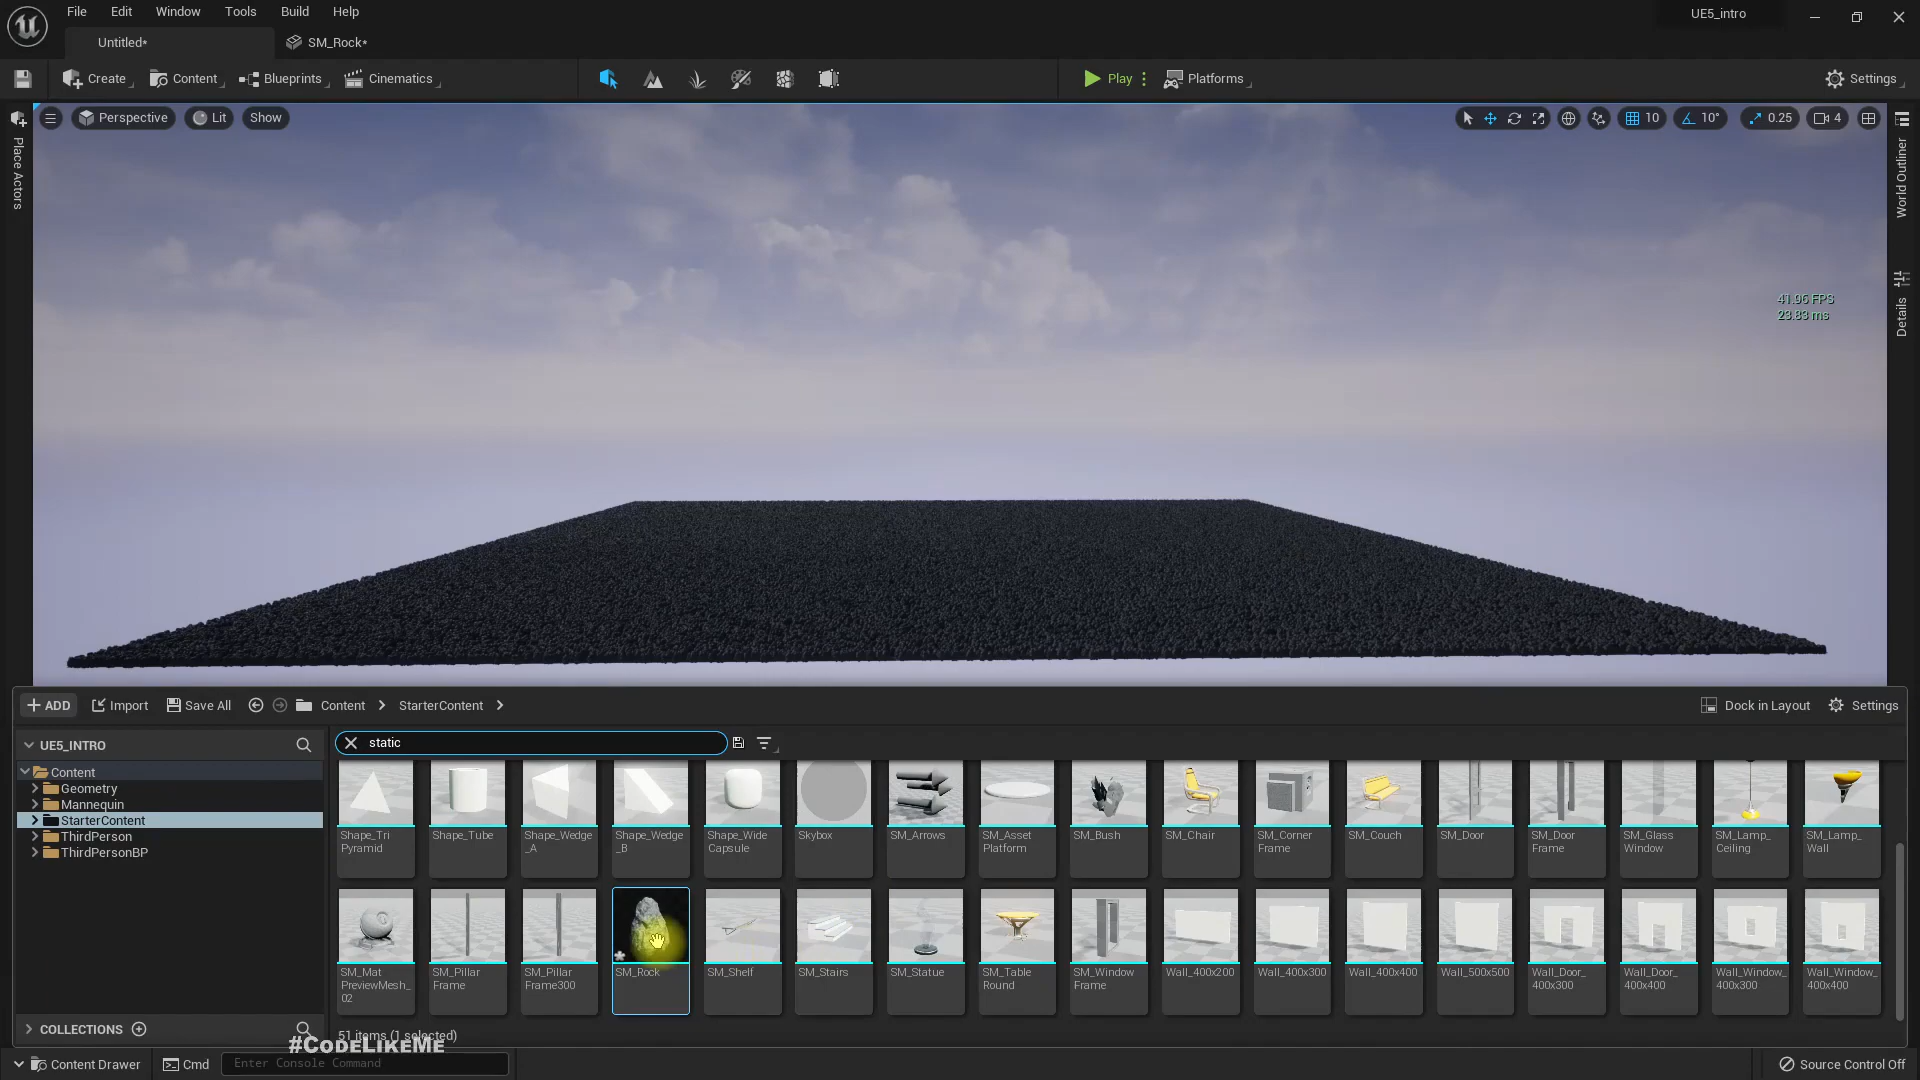 File Edit Window Tools Build Help
UE5_intro
Untitled*
SM_Rock*
Create Content Blueprints Cinematics Play Platforms Settings
Perspective Lit Show
10 10° 0.25 4
Place Actors
World Outliner
Details
41.96 FPS
23.83 ms
ADD Import Save All Content StarterContent
Dock in Layout Settings
UE5_INTRO
static
Content
Geometry
Mannequin
StarterContent
ThirdPerson
ThirdPersonBP
Shape_Tri Pyramid
Shape_Tube
Shape_Wedge _A
Shape_Wedge _B
Shape_Wide Capsule
Skybox
SM_Arrows
SM_Asset Platform
SM_Bush
SM_Chair
SM_Corner Frame
SM_Couch
SM_Door
SM_Door Frame
SM_Glass Window
SM_Lamp_ Ceiling
SM_Lamp_ Wall
SM_Mat PreviewMesh_ 02
SM_Pillar Frame
SM_Pillar Frame300
SM_Rock
SM_Shelf
SM_Stairs
SM_Statue
SM_Table Round
SM_Window Frame
Wall_400x200
Wall_400x300
Wall_400x400
Wall_500x500
Wall_Door_ 400x300
Wall_Door_ 400x400
Wall_Window_ 400x300
Wall_Window_ 400x400
COLLECTIONS
51 items (1 selected)
#CodeLikeMe
Content Drawer Cmd Enter Console Command
Source Control Off